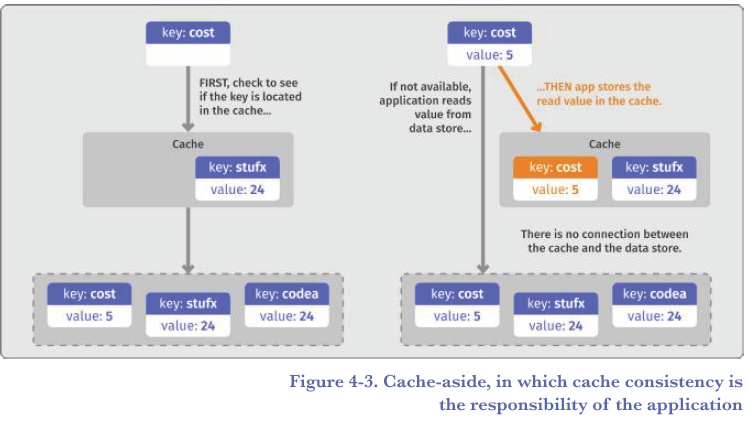 key: cost
FIRST, check to see
if the key is located
in the cache...
Cache
key: stufx
value: 24
key: cost
value: 5
key: stufx
value: 24
key: codea
value: 24
key: cost
value: 5
If not available,
application reads
value from
data store...
...THEN app stores the
read value in the cache.
Cache
key: cost
value: 5
key: stufx
value: 24
There is no connection between
the cache and the data store.
key: cost
value: 5
key: stufx
value: 24
key: codea
value: 24
Figure 4-3. Cache-aside, in which cache consistency is
the responsibility of the application